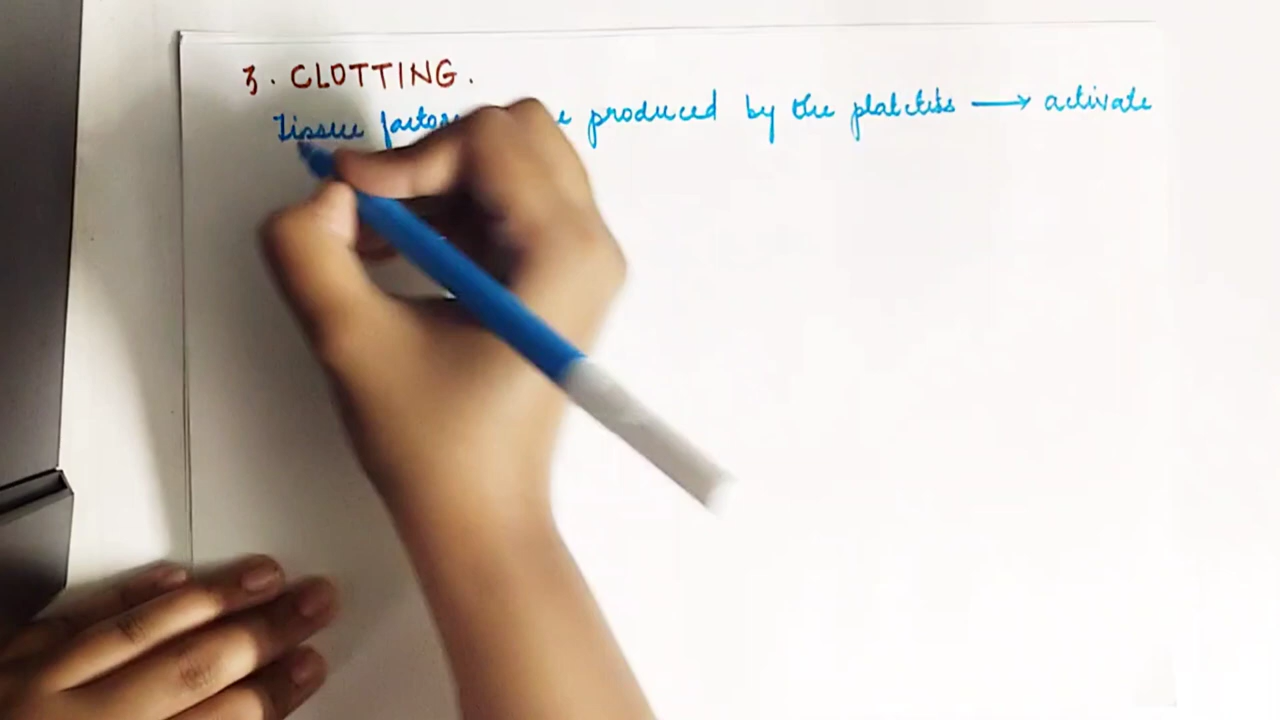 3. CLOTTING.
Tissue produced by the platelets → activate